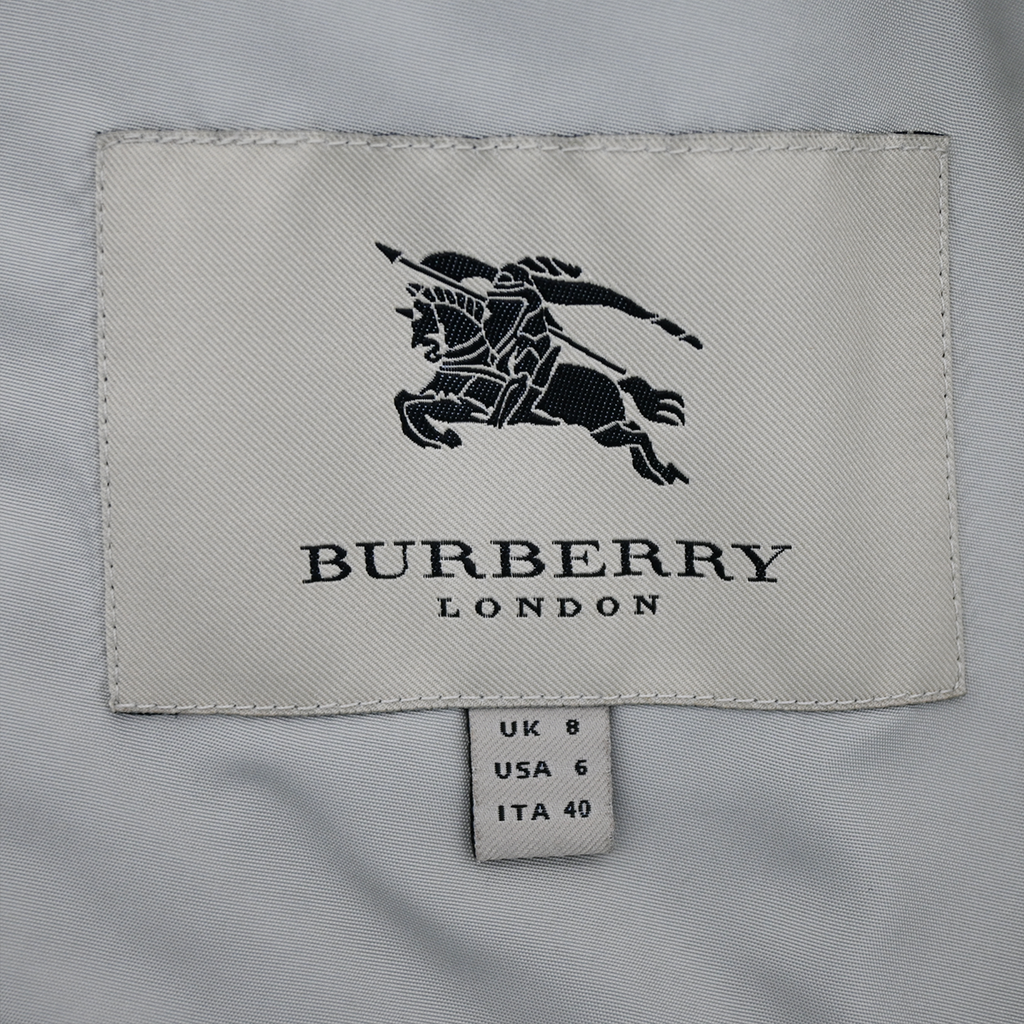 BURBERRY
LONDON
UK 8
USA 6
ITA 40